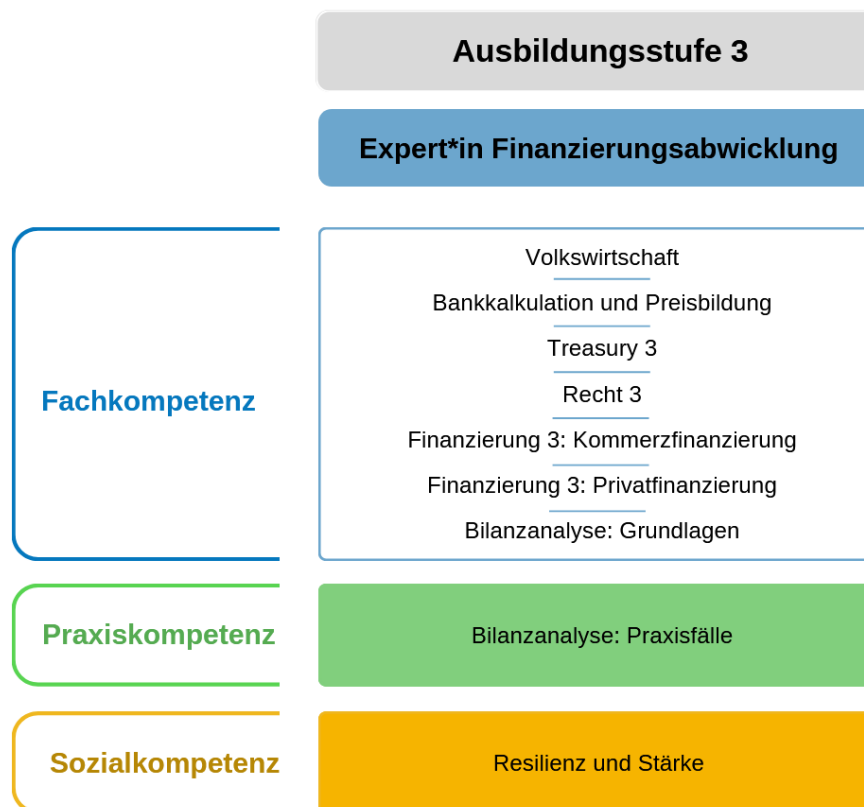 Ausbildungsstufe 3
Expert*in Finanzierungsabwicklung
Fachkompetenz
Volkswirtschaft
Bankkalkulation und Preisbildung
Treasury 3
Recht 3
Finanzierung 3: Kommerzfinanzierung
Finanzierung 3: Privatfinanzierung
Bilanzanalyse: Grundlagen
Praxiskompetenz
Bilanzanalyse: Praxisfälle
Sozialkompetenz
Resilienz und Stärke